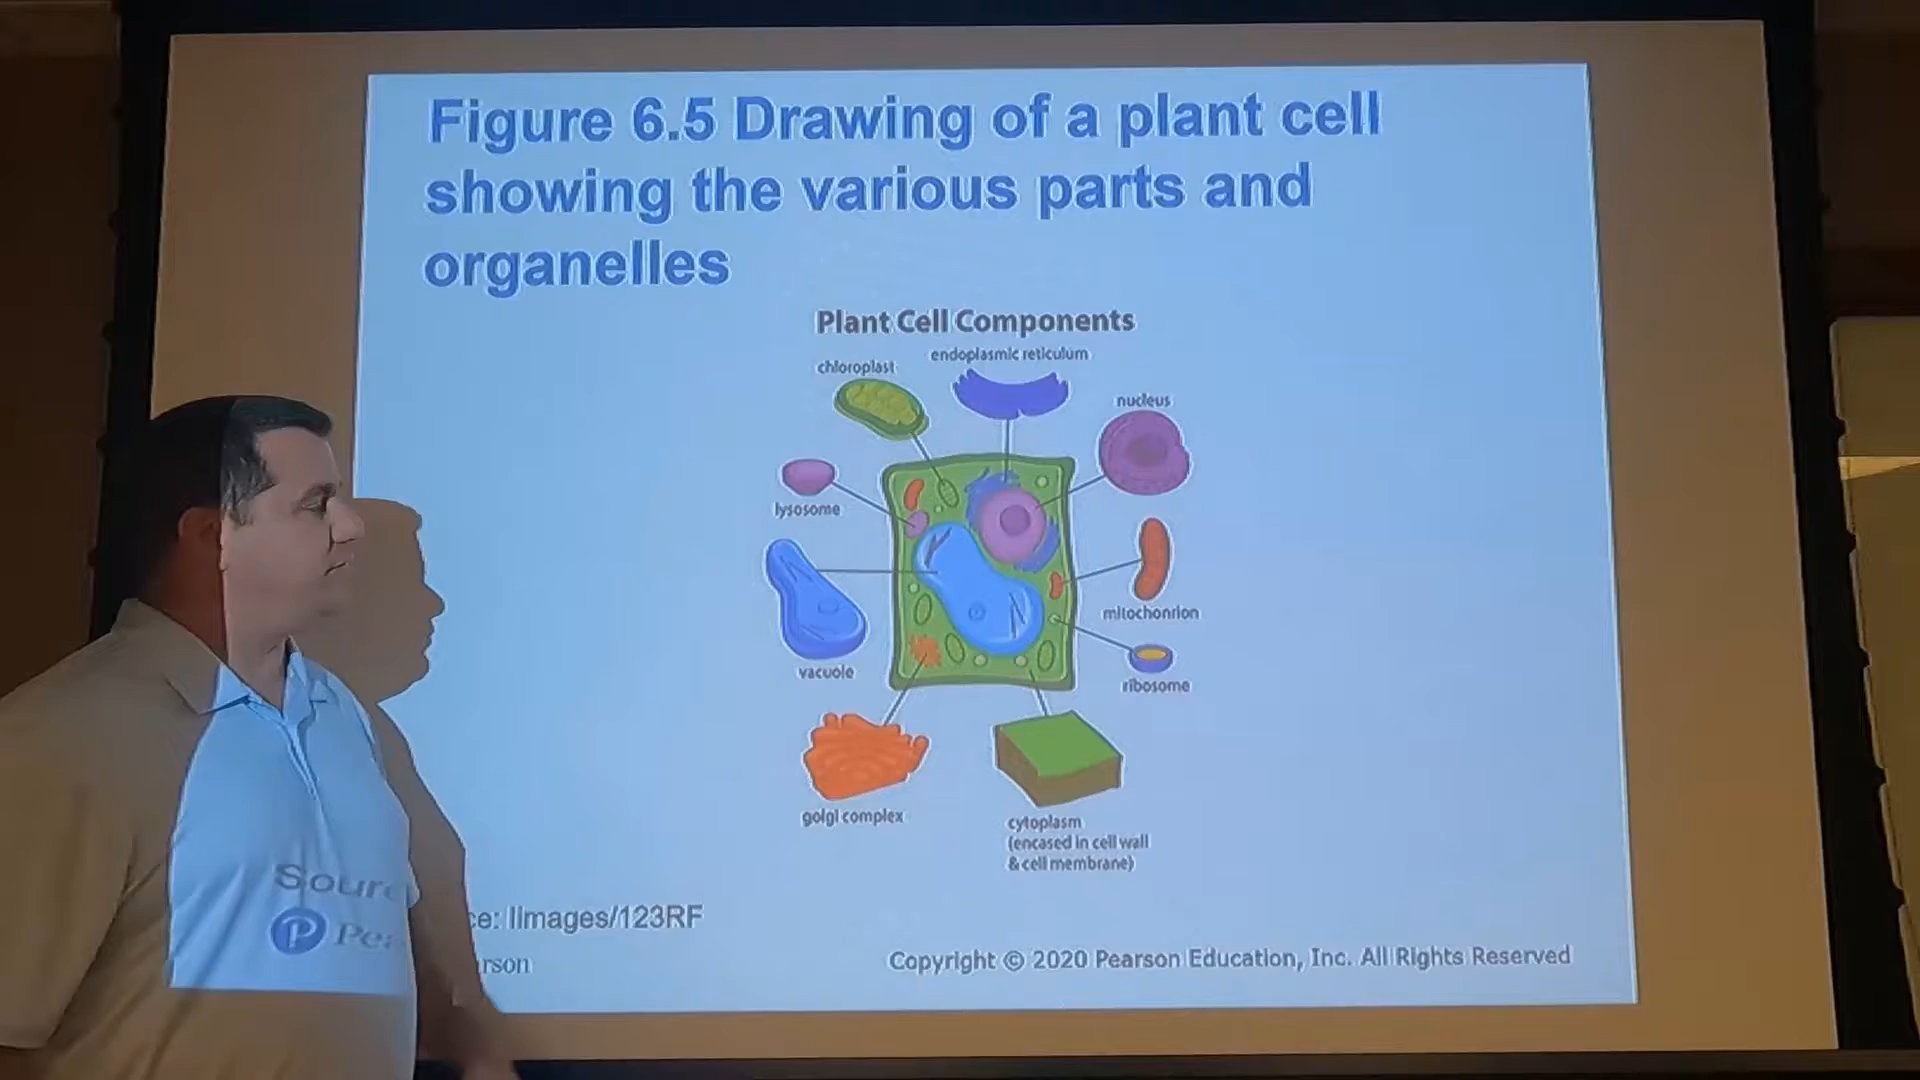 Figure 6.5 Drawing of a plant cell
showing the various parts and
organelles
Plant Cell Components
chloroplast
endoplasmic reticulum
nucleus
lysosome
mitochonrion
vacuole
ribosome
golgi complex
cytoplasm
(encased in cell wall
& cell membrane)
Source: IImages/123RF
P Pearson
Copyright © 2020 Pearson Education, Inc. All Rights Reserved